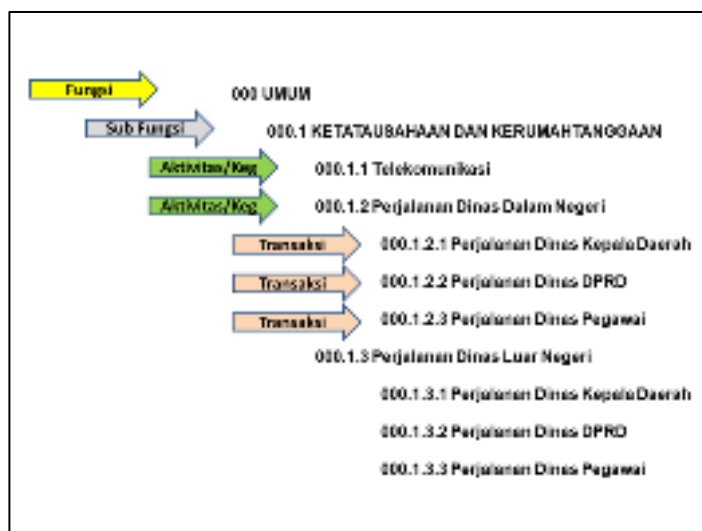 Fungsi 000 UMUM
Sub Fungsi 000.1 KETATAUSAHAAN DAN KERUMAHTANGGAAN
Aktivitas/Keg 000.1.1 Telekomunikasi
Aktivitas/Keg 000.1.2 Perjalanan Dinas Dalam Negeri
Transaksi 000.1.2.1 Perjalanan Dinas Kepala Daerah
Transaksi 000.1.2.2 Perjalanan Dinas DPRD
Transaksi 000.1.2.3 Perjalanan Dinas Pegawai
000.1.3 Perjalanan Dinas Luar Negeri
000.1.3.1 Perjalanan Dinas Kepala Daerah
000.1.3.2 Perjalanan Dinas DPRD
000.1.3.3 Perjalanan Dinas Pegawai